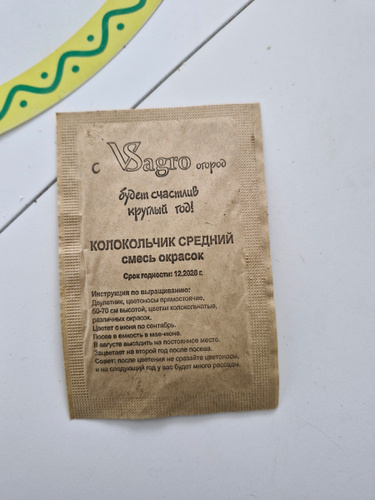 с VSagro огород
будет счастлив
круглый год!
КОЛОКОЛЬЧИК СРЕДНИЙ
смесь окрасок
Срок годности: 12.2026 г.
Инструкция по выращиванию:
Двулетник, цветоносы прямостоячие,
50-70 см высотой, цветки колокольчатые,
различных окрасок.
Цветет с июня по сентябрь.
Посев в емкость в мае-июне.
В августе высадить на постоянное место.
Зацветает на второй год после посева.
Совет: после цветения не срезайте цветоносы,
и на следующий год у вас будет много рассады.